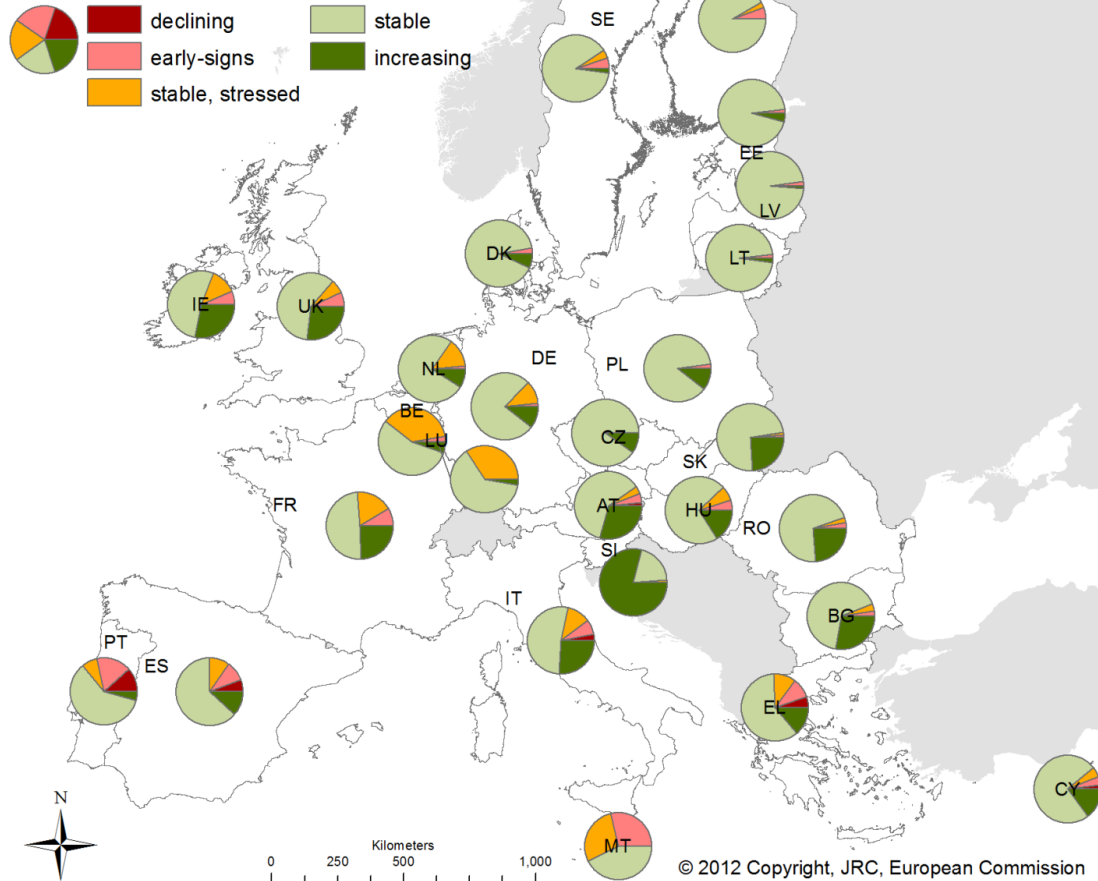 declining
stable
early-signs
increasing
stable, stressed
SE
EE
LV
DK
LT
IE
UK
NL
DE
PL
BE
LU
CZ
SK
FR
AT
HU
RO
SI
IT
BG
PT
ES
EL
CY
N
MT
Kilometers
0 250 500 1,000
© 2012 Copyright, JRC, European Commission